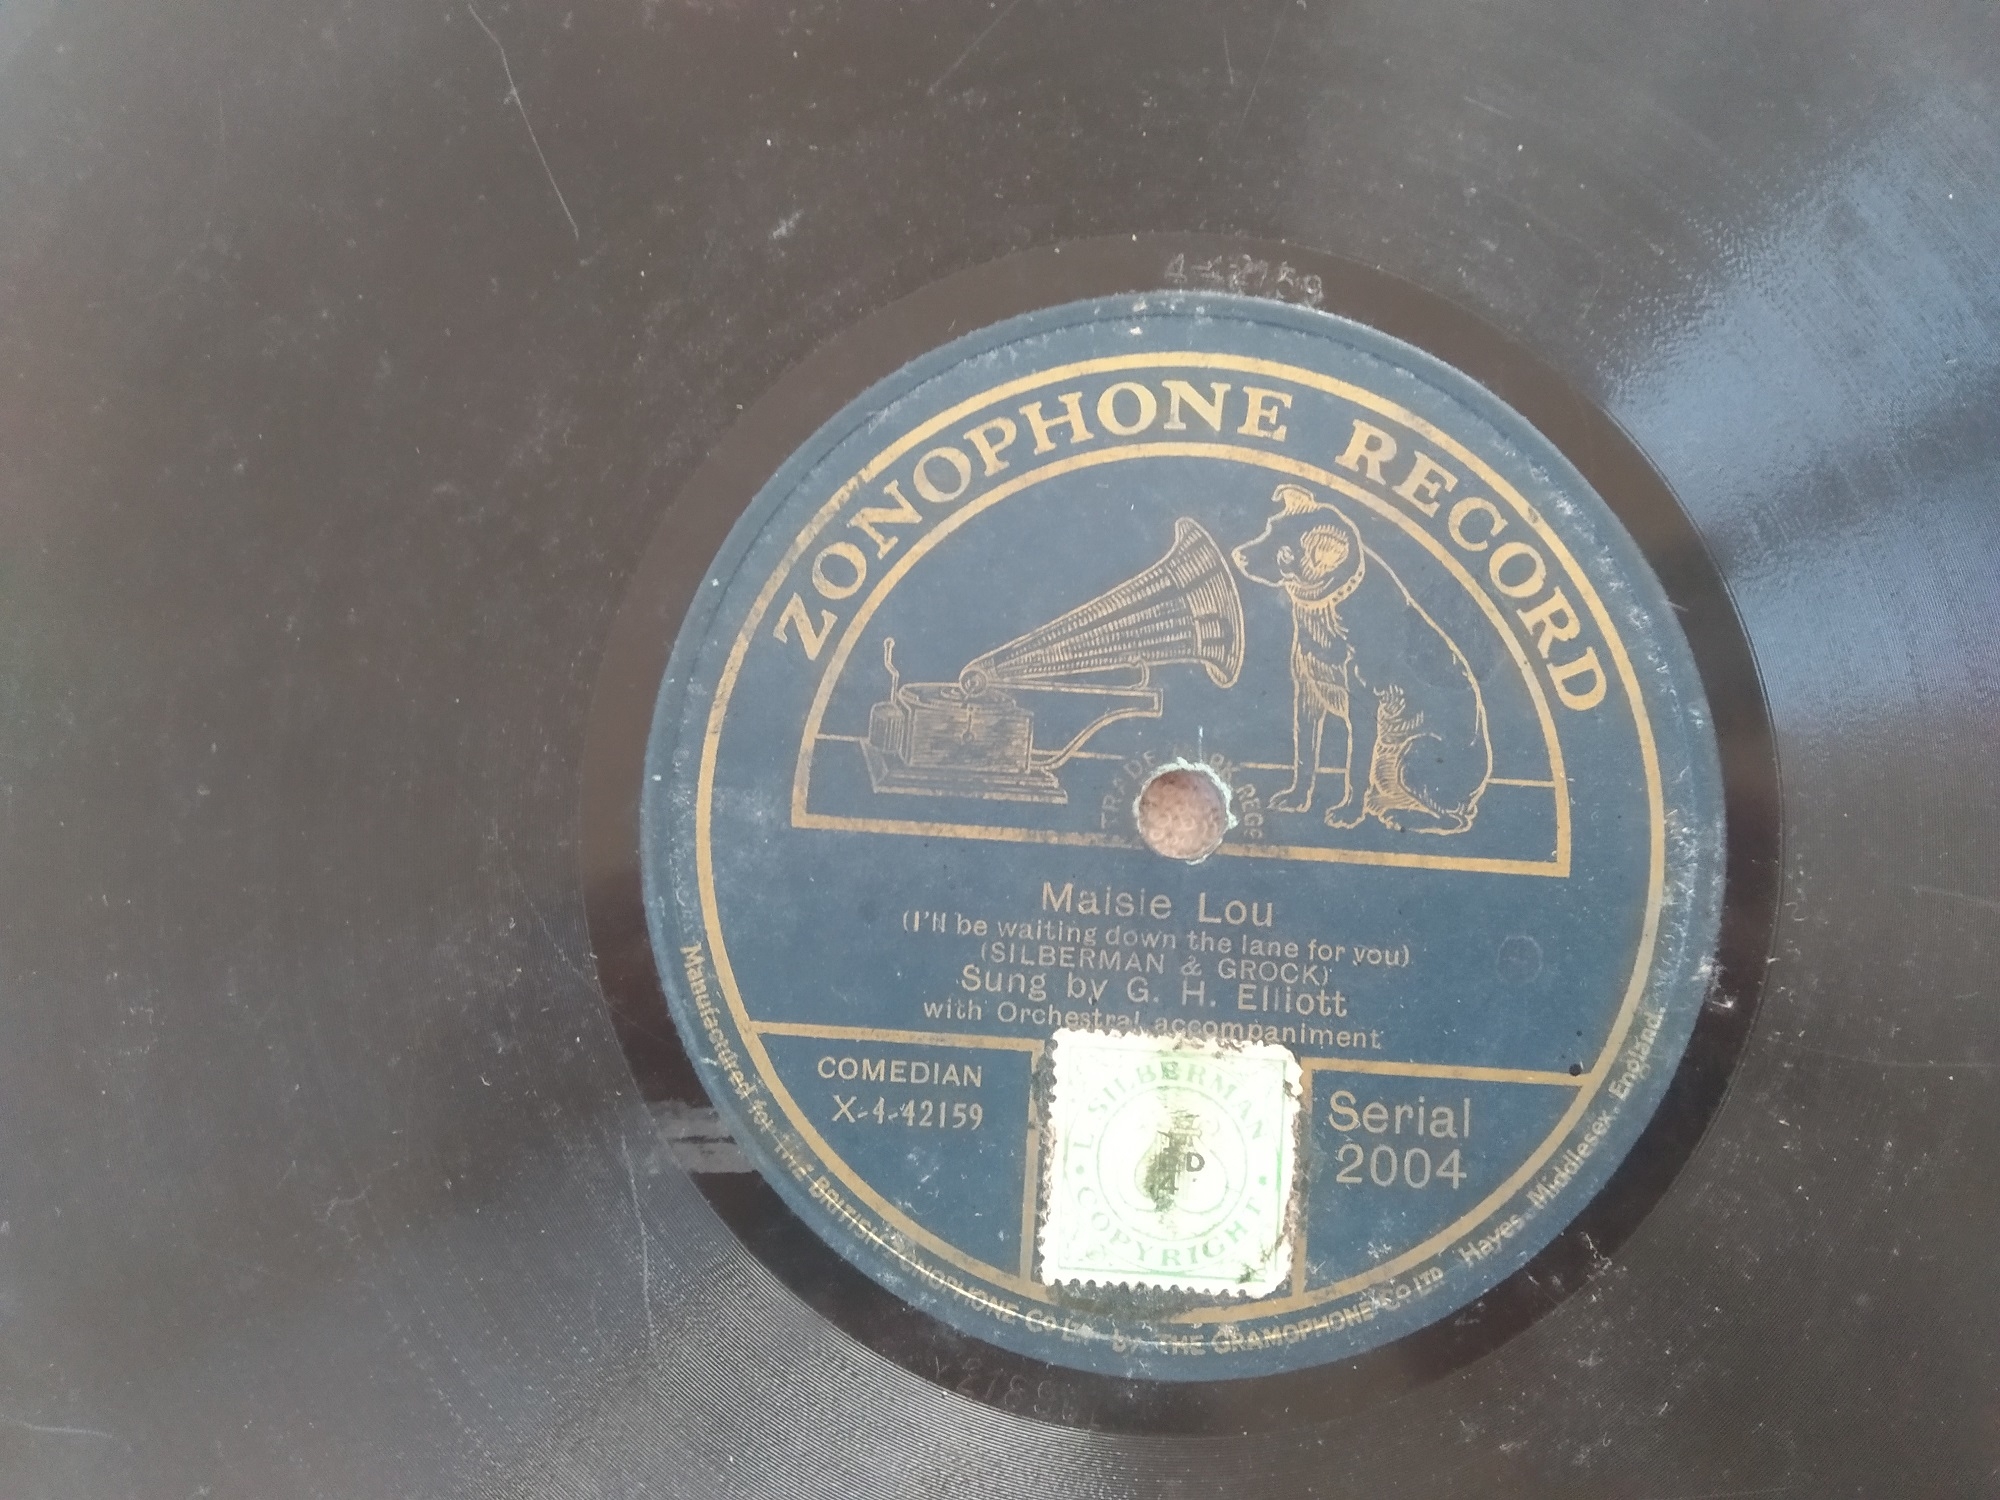 4-42159
ZONOPHONE RECORD
TRADE MARK REGD
Maisie Lou
(I'll be waiting down the lane for you)
(SILBERMAN & GROCK)
Sung by G. H. Elliott
with Orchestral accompaniment
COMEDIAN
X-4-42159
L. SILBERMAN
D.
COPYRIGHT
Serial
2004
Manufactured for THE BRITISH ZONOPHONE Co LTD by THE GRAMOPHONE Co LTD Hayes. Middlesex. England.